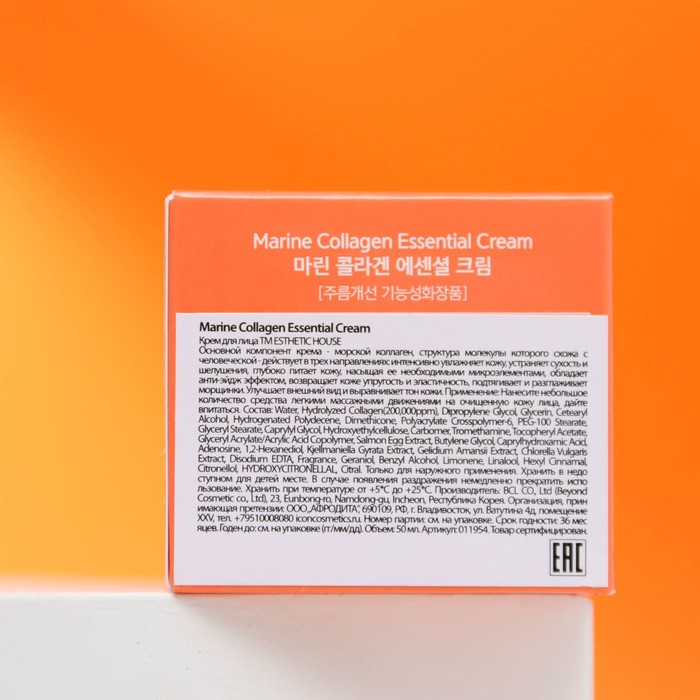 Marine Collagen Essential Cream
마린 콜라겐 에센셜 크림
[주름개선 기능성화장품]
Marine Collagen Essential Cream
Крем для лица TM ESTHETIC HOUSE
Основной компонент крема - морской коллаген, структура молекулы которого схожа с
человеческой - действует в трех направлениях: интенсивно увлажняет кожу, устраняет сухость и
шелушения, глубоко питает кожу, насыщая ее необходимыми микроэлементами, обладает
анти-эйдж эффектом, возвращает коже упругость и эластичность, подтягивает и разглаживает
морщинки. Улучшает внешний вид и выравнивает тон кожи. Применение: Нанесите небольшое
количество средства легкими массажными движениями на очищенную кожу лица, дайте
впитаться. Состав: Water, Hydrolyzed Collagen(200,000ppm), Dipropylene Glycol, Glycerin, Cetearyl
Alcohol, Hydrogenated Polydecene, Dimethicone, Polyacrylate Crosspolymer-6, PEG-100 Stearate,
Glyceryl Stearate, Caprylyl Glycol, Hydroxyethylcellulose, Carbomer, Tromethamine, Tocopheryl Acetate,
Glyceryl Acrylate/Acrylic Acid Copolymer, Salmon Egg Extract, Butylene Glycol, Caprylhydroxamic Acid,
Adenosine, 1,2-Hexanediol, Kjellmaniella Gyrata Extract, Gelidium Amansii Extract, Chlorella Vulgaris
Extract, Disodium EDTA, Fragrance, Geraniol, Benzyl Alcohol, Limonene, Linalool, Hexyl Cinnamal,
Citronellol, HYDROXYCITRONELLAL, Citral. Только для наружного применения. Хранить в недо
ступном для детей месте. В случае появления раздражения немедленно прекратить испо
льзование. Хранить при температуре от +5°C до +25°C. Производитель: BCL CO, Ltd (Beyond
Cosmetic co., Ltd), 23, Eunbong-ro, Namdong-gu, Incheon, Республика Корея. Организация, прин
имающая претензии: ООО „АФРОДИТА", 690109, РФ, г. Владивосток, ул. Ватутина 4д, помещение
XXV, тел. +79510008080 iconcosmetics.ru. Номер партии: см. на упаковке. Срок годности: 36 мес
яцев. Годен до: см. на упаковке (гг/мм/дд). Объем: 50 мл. Артикул: 011954. Товар сертифицирован.
EAC